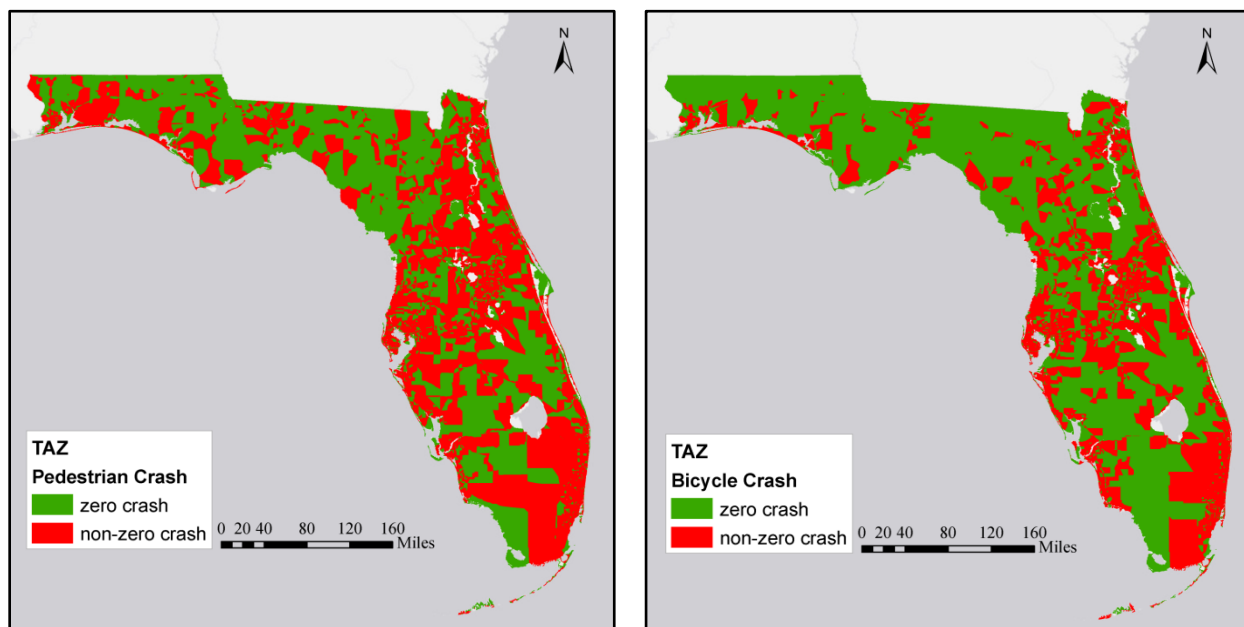 N
TAZ
Pedestrian Crash
zero crash
non-zero crash
0 20 40 80 120 160
Miles
N
TAZ
Bicycle Crash
zero crash
non-zero crash
0 20 40 80 120 160
Miles